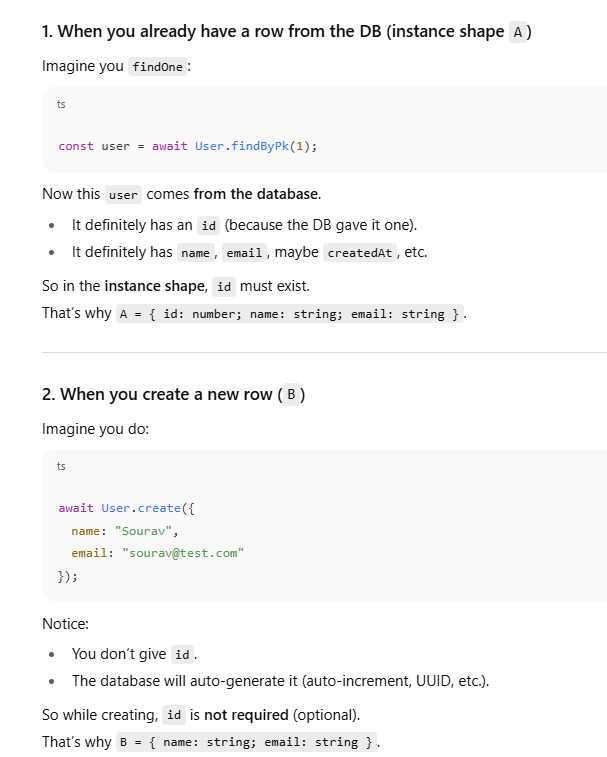 1. When you already have a row from the DB (instance shape A)
Imagine you findOne:
ts
const user = await User.findByPk(1);
Now this user comes from the database.
• It definitely has an id (because the DB gave it one).
• It definitely has name, email, maybe createdAt, etc.
So in the instance shape, id must exist.
That's why A = { id: number; name: string; email: string }.
2. When you create a new row (B)
Imagine you do:
ts
await User.create({
  name: "Sourav",
  email: "sourav@test.com"
});
Notice:
• You don't give id.
• The database will auto-generate it (auto-increment, UUID, etc.).
So while creating, id is not required (optional).
That's why B = { name: string; email: string }.